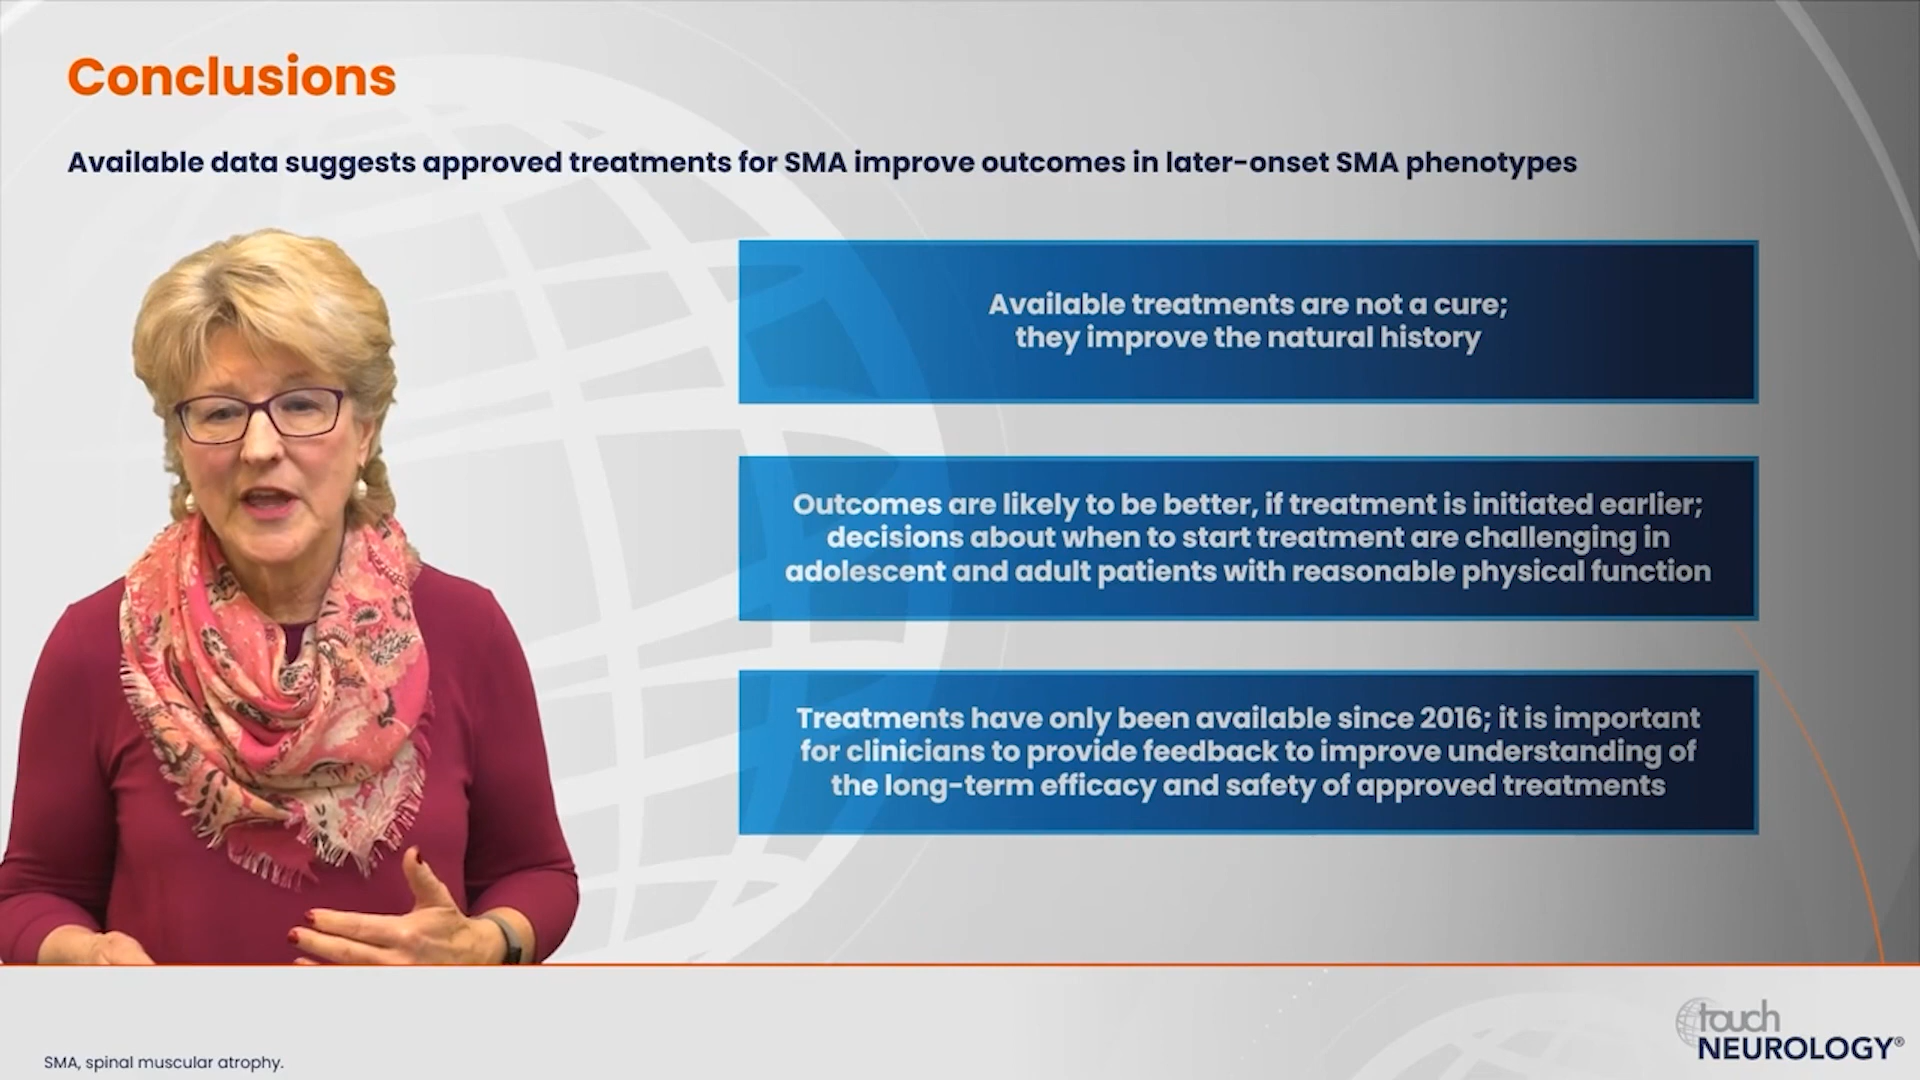 Conclusions
Available data suggests approved treatments for SMA improve outcomes in later-onset SMA phenotypes
Available treatments are not a cure;
they improve the natural history
Outcomes are likely to be better, if treatment is initiated earlier;
decisions about when to start treatment are challenging in
adolescent and adult patients with reasonable physical function
Treatments have only been available since 2016; it is important
for clinicians to provide feedback to improve understanding of
the long-term efficacy and safety of approved treatments
SMA, spinal muscular atrophy.
touch
NEUROLOGY®